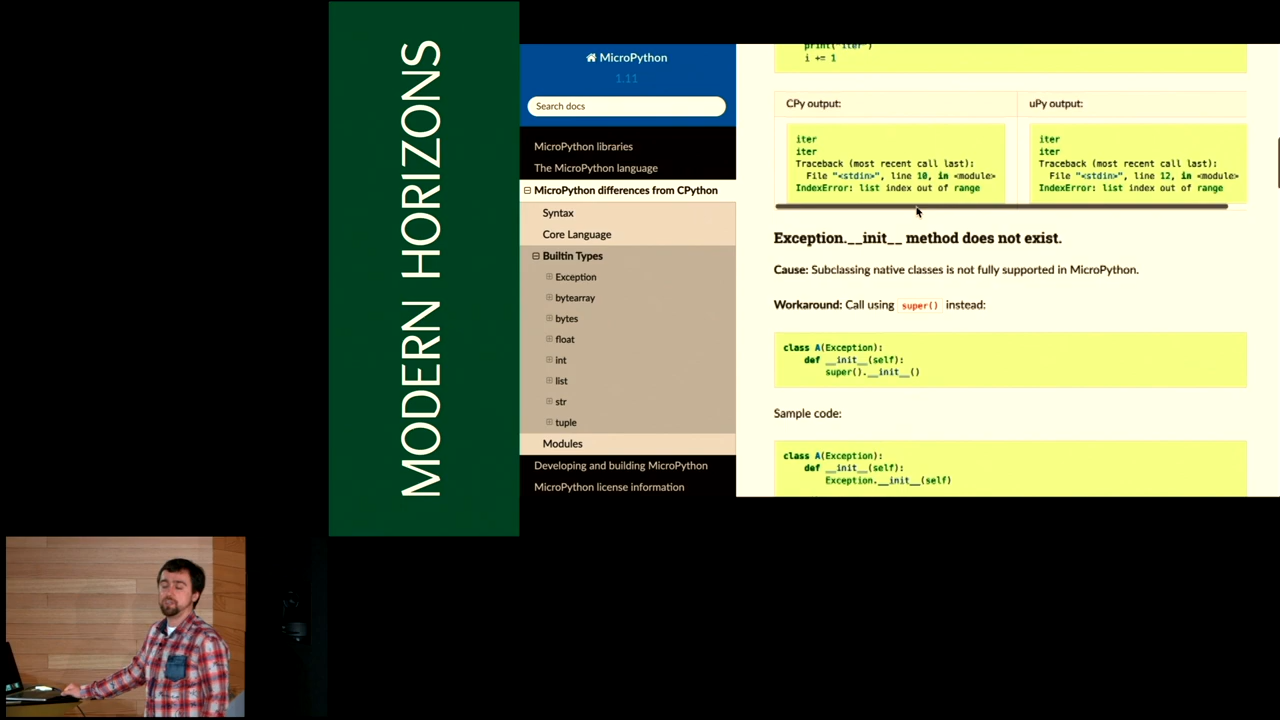 MODERN HORIZONS
MicroPython
1.11
Search docs
MicroPython libraries
The MicroPython language
MicroPython differences from CPython
Syntax
Core Language
Builtin Types
Exception
bytearray
bytes
float
int
list
str
tuple
Modules
Developing and building MicroPython
MicroPython license information
print("iter")
i += 1
CPy output:
iter
iter
Traceback (most recent call last):
File "<stdin>", line 10, in <module>
IndexError: list index out of range
uPy output:
iter
iter
Traceback (most recent call last):
File "<stdin>", line 12, in <module>
IndexError: list index out of range
Exception.__init__ method does not exist.
Cause: Subclassing native classes is not fully supported in MicroPython.
Workaround: Call using super() instead:
class A(Exception):
def __init__(self):
super().__init__()
Sample code:
class A(Exception):
def __init__(self):
Exception.__init__(self)